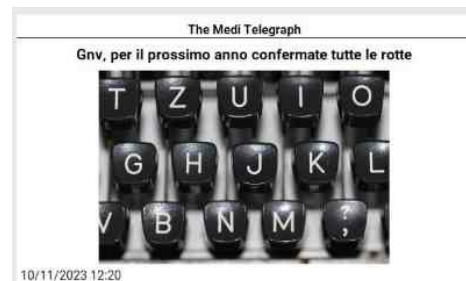 The Medi Telegraph
Gnv, per il prossimo anno confermate tutte le rotte
T Z U I O
G H J K L
V B N M ? ;
10/11/2023 12:20